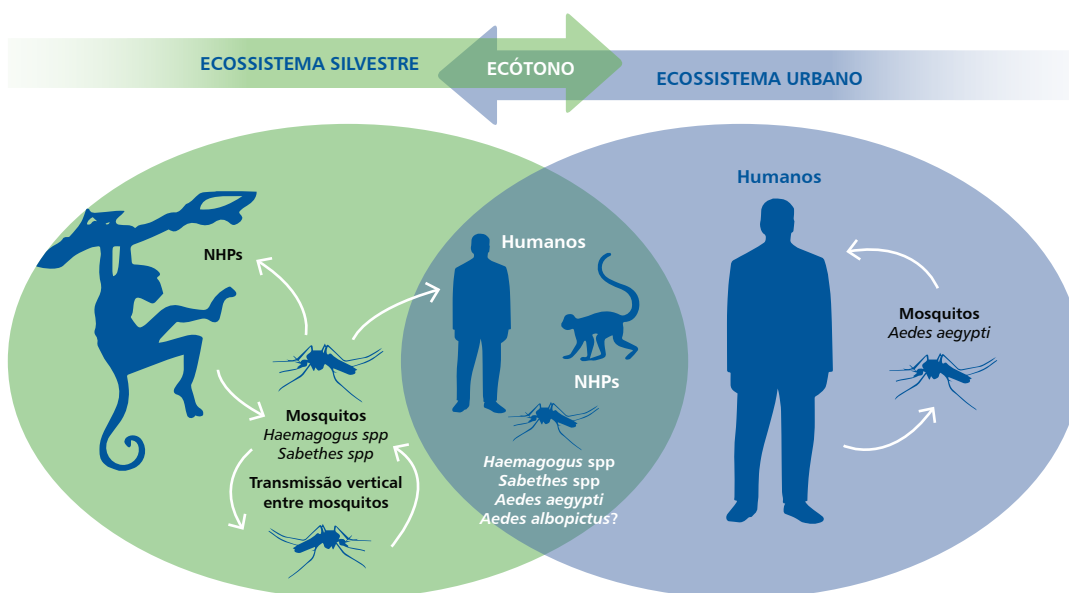 ECOSSISTEMA SILVESTRE
ECÓTONO
ECOSSISTEMA URBANO
NHPs
Mosquitos
Haemagogus spp
Sabethes spp
Transmissão vertical
entre mosquitos
Humanos
NHPs
Haemagogus spp
Sabethes spp
Aedes aegypti
Aedes albopictus?
Humanos
Mosquitos
Aedes aegypti